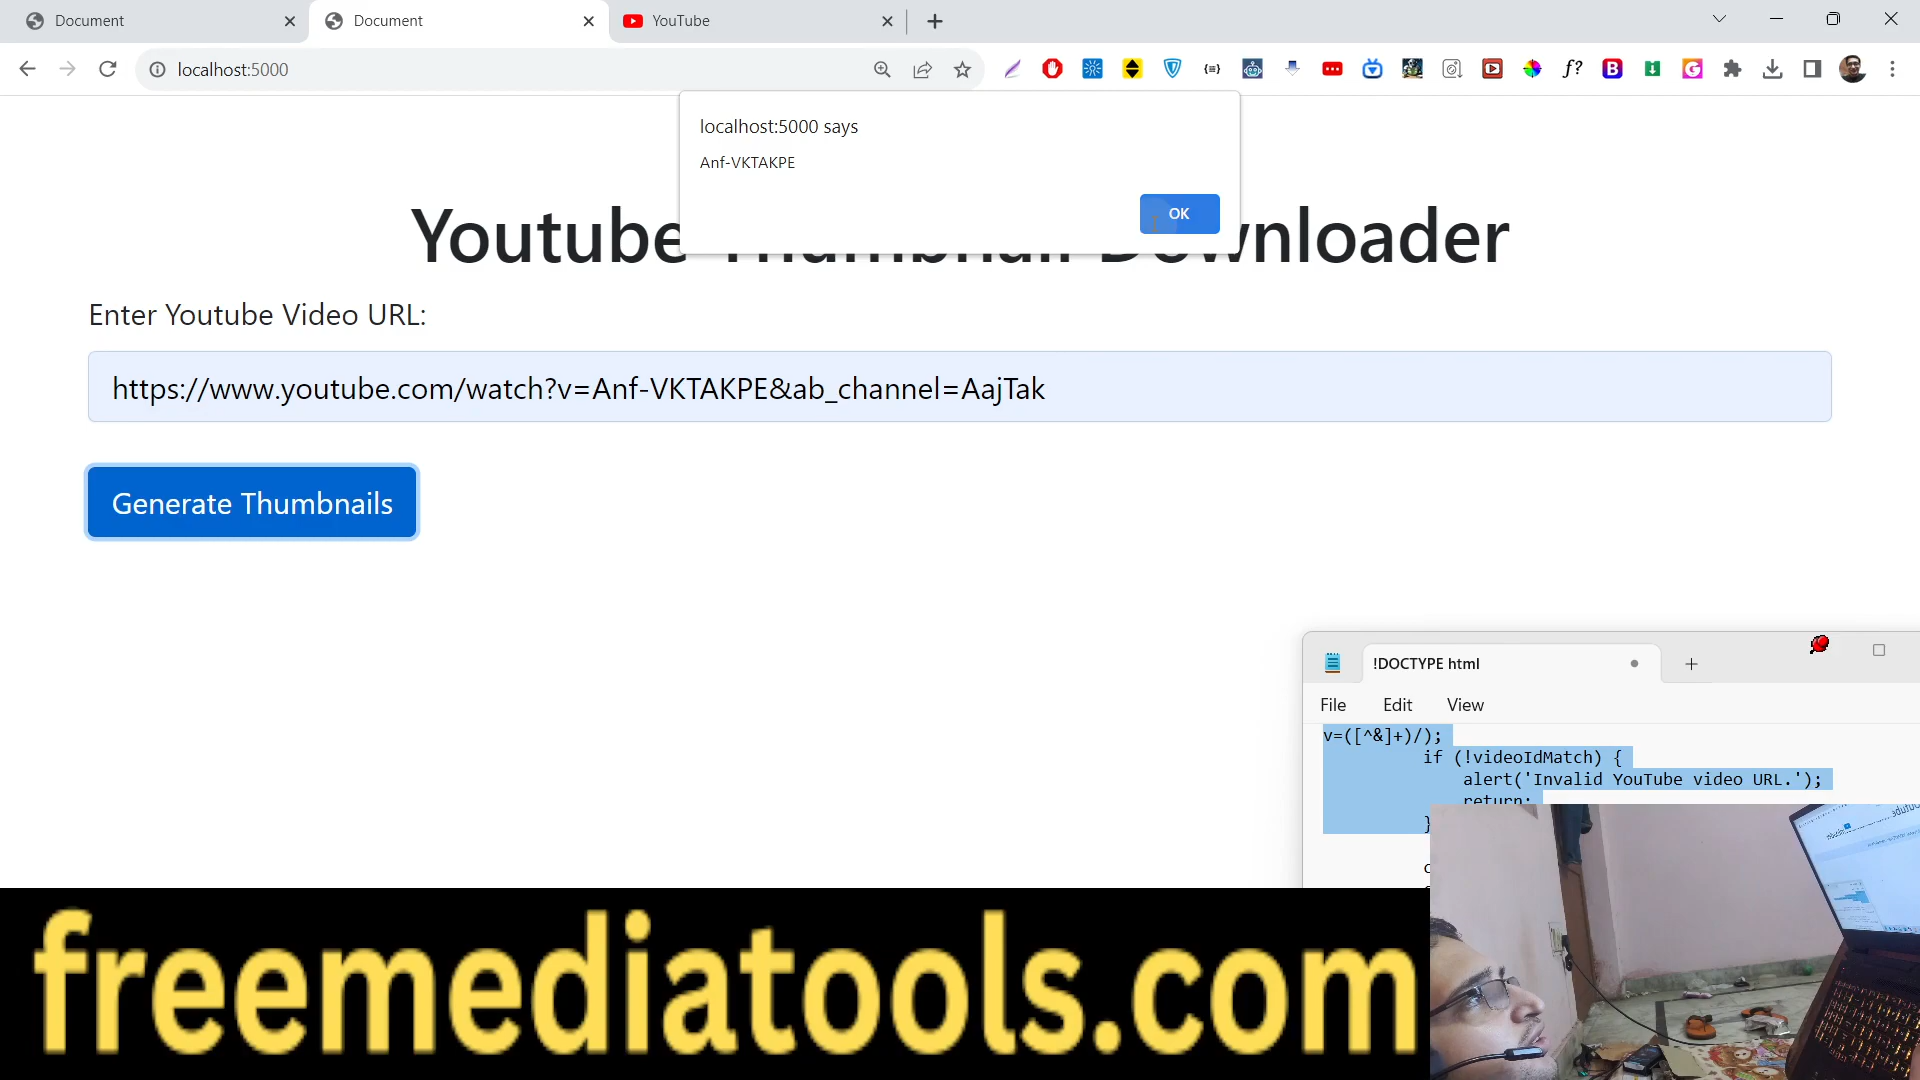 Document
Document
YouTube
localhost:5000
localhost:5000 says
Anf-VKTAKPE
OK
Enter Youtube Video URL:
https://www.youtube.com/watch?v=Anf-VKTAKPE&ab_channel=AajTak
Generate Thumbnails
!DOCTYPE html
File Edit View
v=([^&]+)/);
if (!videoIdMatch) {
alert('Invalid YouTube video URL.');
return;
}
freemediatools.com